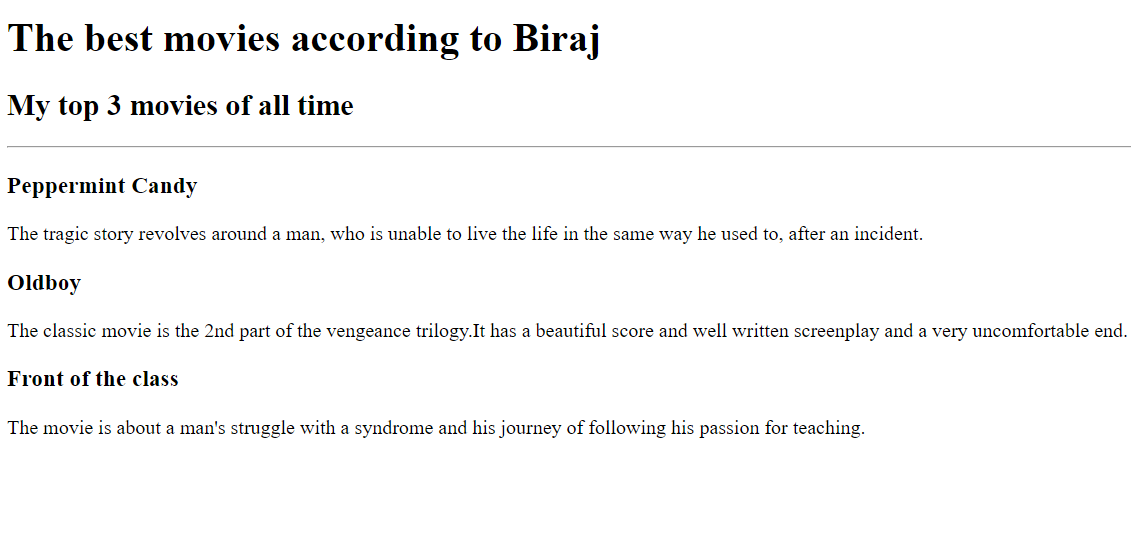 The best movies according to Biraj
My top 3 movies of all time
Peppermint Candy
The tragic story revolves around a man, who is unable to live the life in the same way he used to, after an incident.
Oldboy
The classic movie is the 2nd part of the vengeance trilogy.It has a beautiful score and well written screenplay and a very uncomfortable end.
Front of the class
The movie is about a man's struggle with a syndrome and his journey of following his passion for teaching.